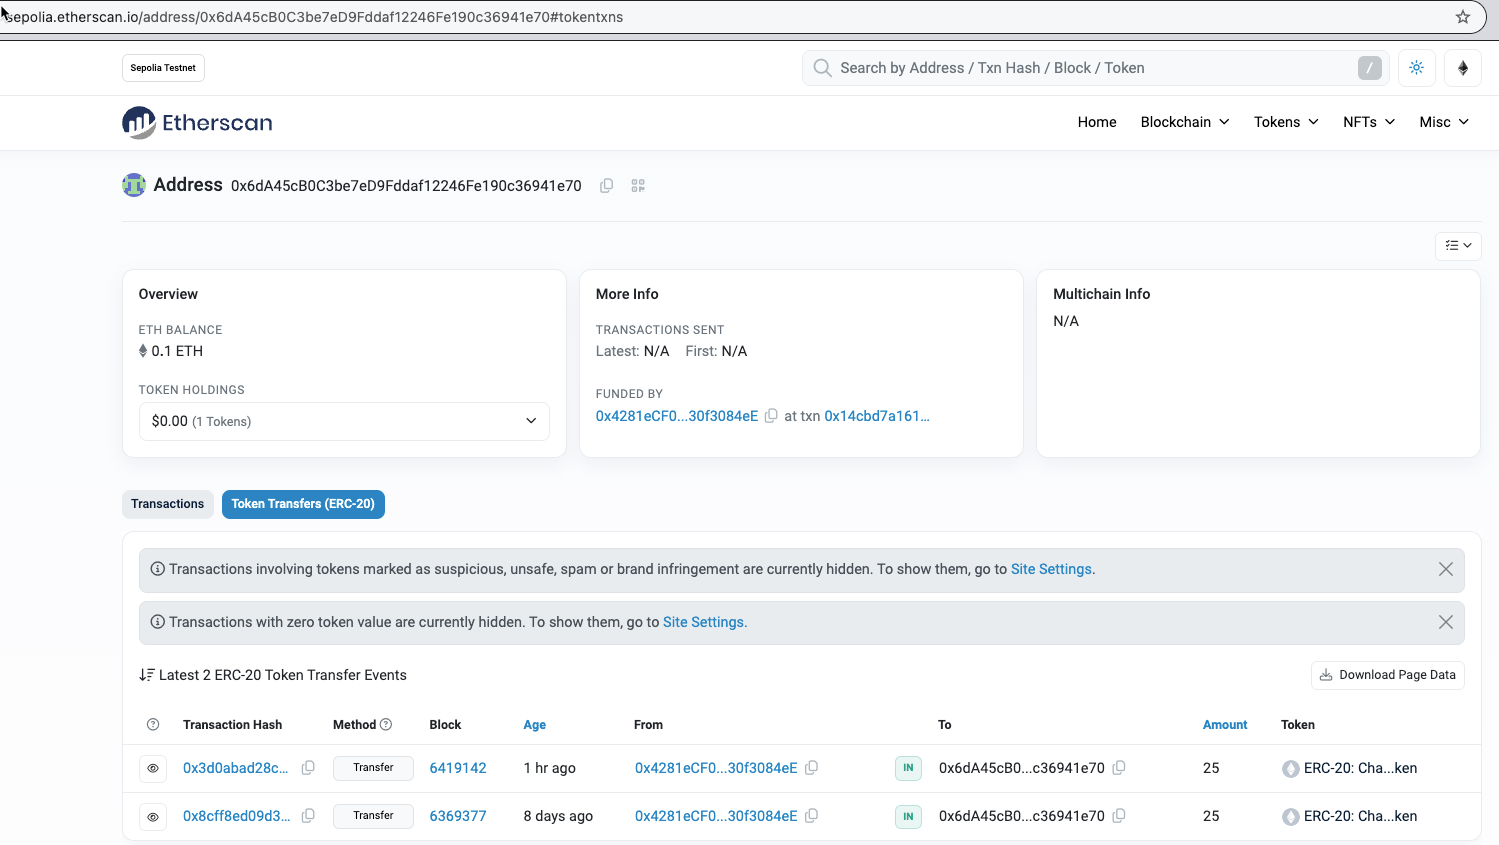 sepolia.etherscan.io/address/0x6dA45cB0C3be7eD9Fddaf12246Fe190c36941e70#tokentxns
Sepolia Testnet
Search by Address / Txn Hash / Block / Token /
Etherscan
Home Blockchain Tokens NFTs Misc
Address 0x6dA45cB0C3be7eD9Fddaf12246Fe190c36941e70
Overview
ETH BALANCE
0.1 ETH
TOKEN HOLDINGS
$0.00 (1 Tokens)
More Info
TRANSACTIONS SENT
Latest: N/A First: N/A
FUNDED BY
0x4281eCF0...30f3084eE at txn 0x14cbd7a161...
Multichain Info
N/A
Transactions Token Transfers (ERC-20)
Transactions involving tokens marked as suspicious, unsafe, spam or brand infringement are currently hidden. To show them, go to Site Settings.
Transactions with zero token value are currently hidden. To show them, go to Site Settings.
Latest 2 ERC-20 Token Transfer Events Download Page Data
Transaction Hash Method Block Age From To Amount Token
0x3d0abad28c... Transfer 6419142 1 hr ago 0x4281eCF0...30f3084eE IN 0x6dA45cB0...c36941e70 25 ERC-20: Cha...ken
0x8cff8ed09d3... Transfer 6369377 8 days ago 0x4281eCF0...30f3084eE IN 0x6dA45cB0...c36941e70 25 ERC-20: Cha...ken